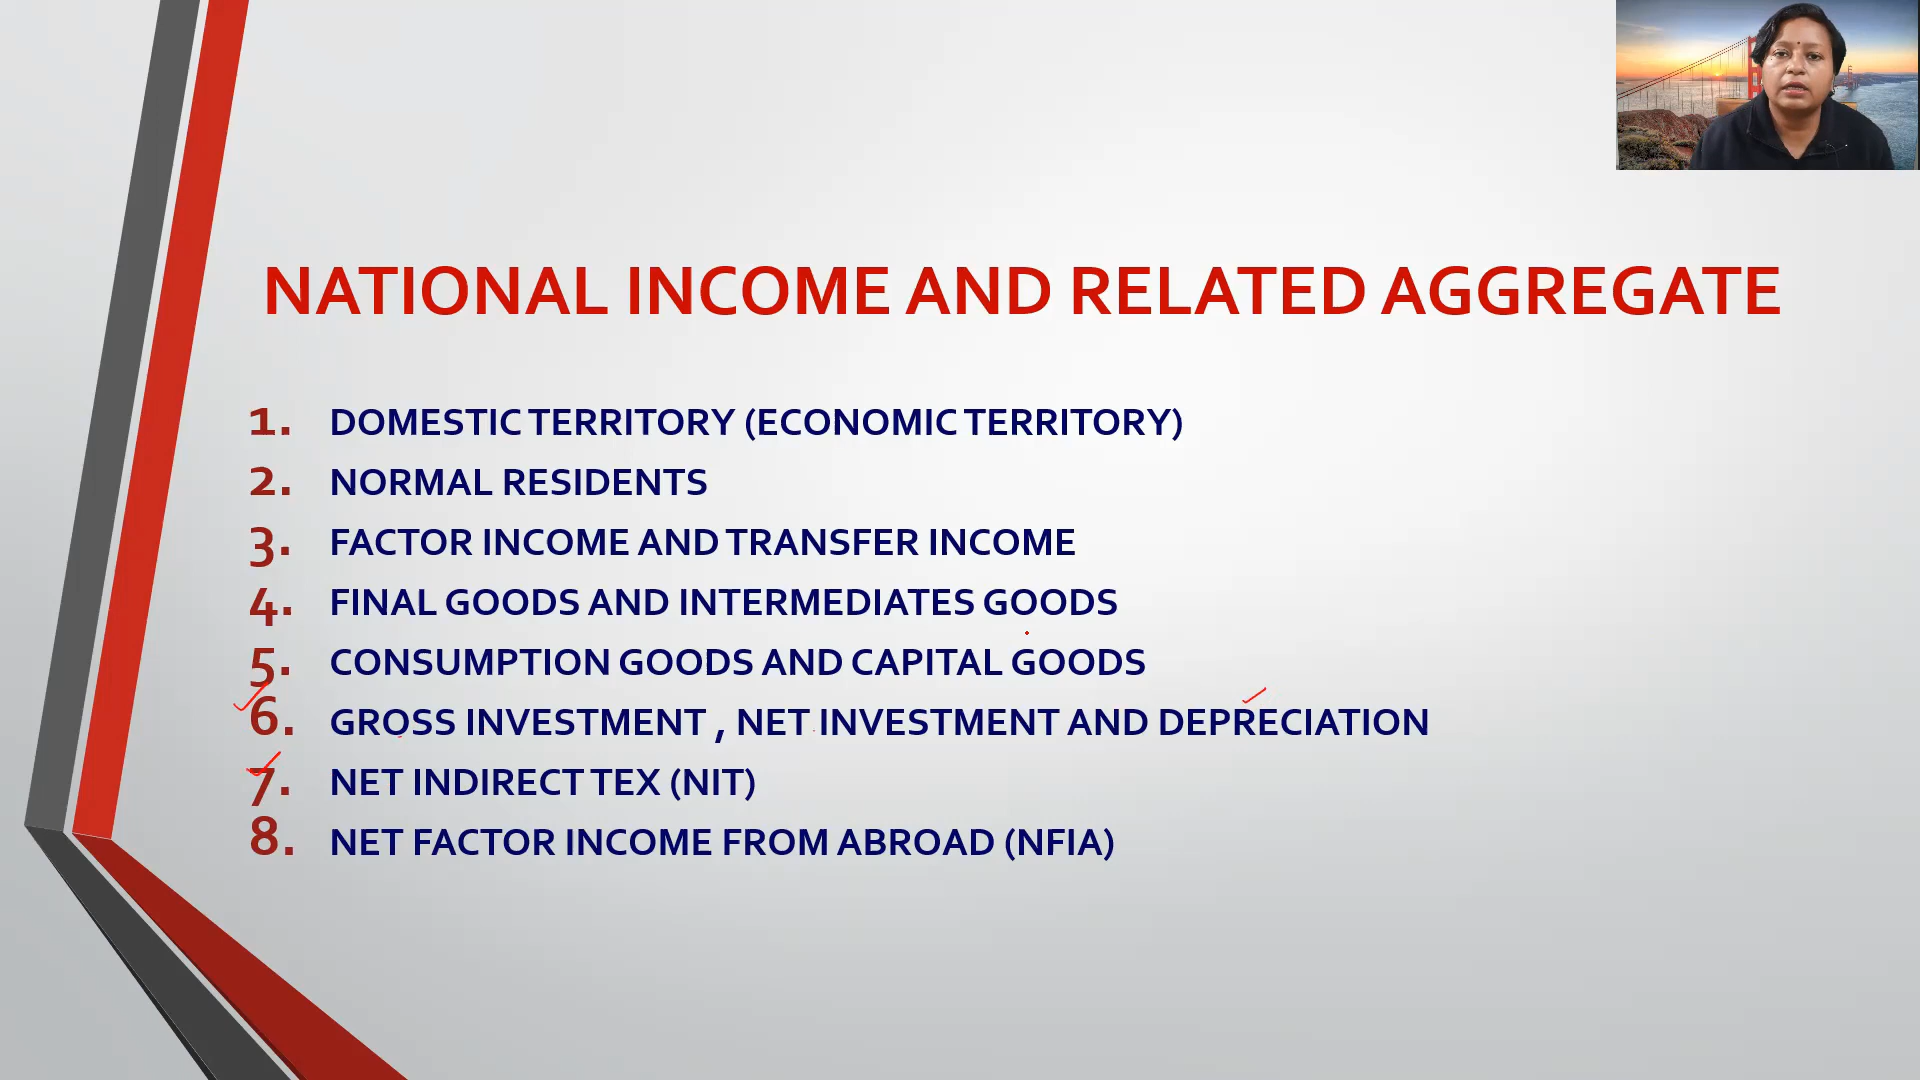 NATIONAL INCOME AND RELATED AGGREGATE
1. DOMESTIC TERRITORY (ECONOMIC TERRITORY)
2. NORMAL RESIDENTS
3. FACTOR INCOME AND TRANSFER INCOME
4. FINAL GOODS AND INTERMEDIATES GOODS
5. CONSUMPTION GOODS AND CAPITAL GOODS
6. GROSS INVESTMENT , NET INVESTMENT AND DEPRECIATION
7. NET INDIRECT TEX (NIT)
8. NET FACTOR INCOME FROM ABROAD (NFIA)